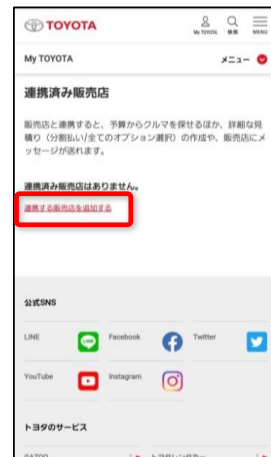 TOYOTA
My TOYOTA 検索 MENU
My TOYOTA メニュー
連携済み販売店
販売店と連携すると、予算からクルマを探せるほか、詳細な見
積り（分割払い/全てのオプション選択）の作成や、販売店にメ
ッセージが送れます。
連携済み販売店はありません。
連携する販売店を追加する
公式SNS
LINE Facebook Twitter
YouTube Instagram
トヨタのサービス